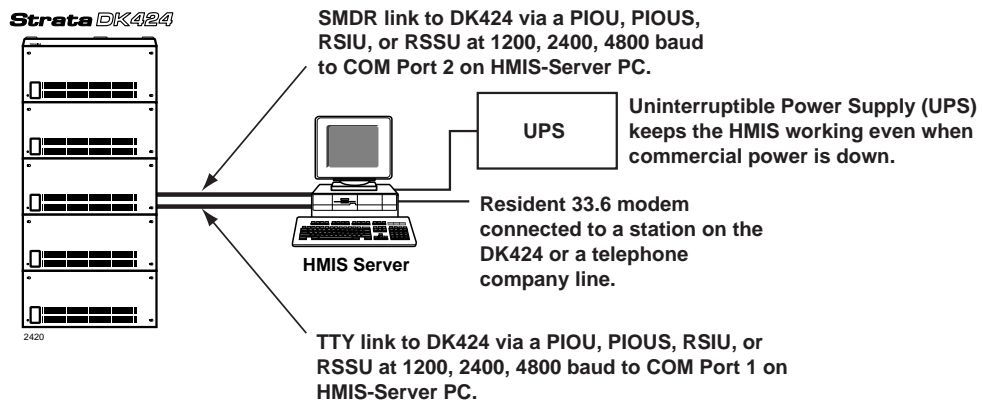 Strata DK424
SMDR link to DK424 via a PIOU, PIOUS,
RSIU, or RSSU at 1200, 2400, 4800 baud
to COM Port 2 on HMIS-Server PC.
UPS
Uninterruptible Power Supply (UPS)
keeps the HMIS working even when
commercial power is down.
Resident 33.6 modem
connected to a station on the
DK424 or a telephone
company line.
HMIS Server
2420
TTY link to DK424 via a PIOU, PIOUS, RSIU, or
RSSU at 1200, 2400, 4800 baud to COM Port 1 on
HMIS-Server PC.